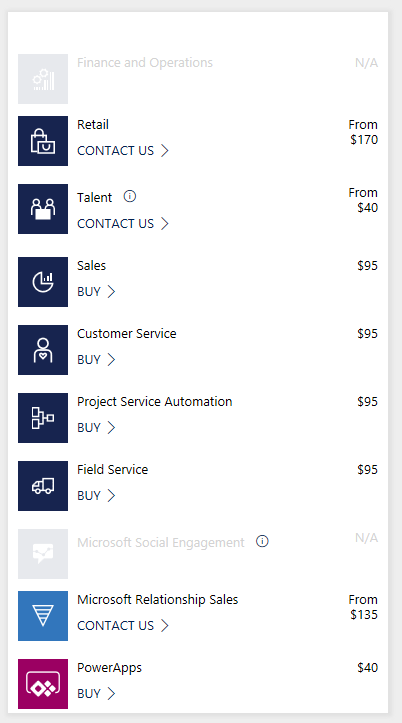 Finance and Operations N/A
Retail From
$170
CONTACT US
Talent From
$40
CONTACT US
Sales $95
BUY
Customer Service $95
BUY
Project Service Automation $95
BUY
Field Service $95
BUY
Microsoft Social Engagement N/A
Microsoft Relationship Sales From
$135
CONTACT US
PowerApps $40
BUY